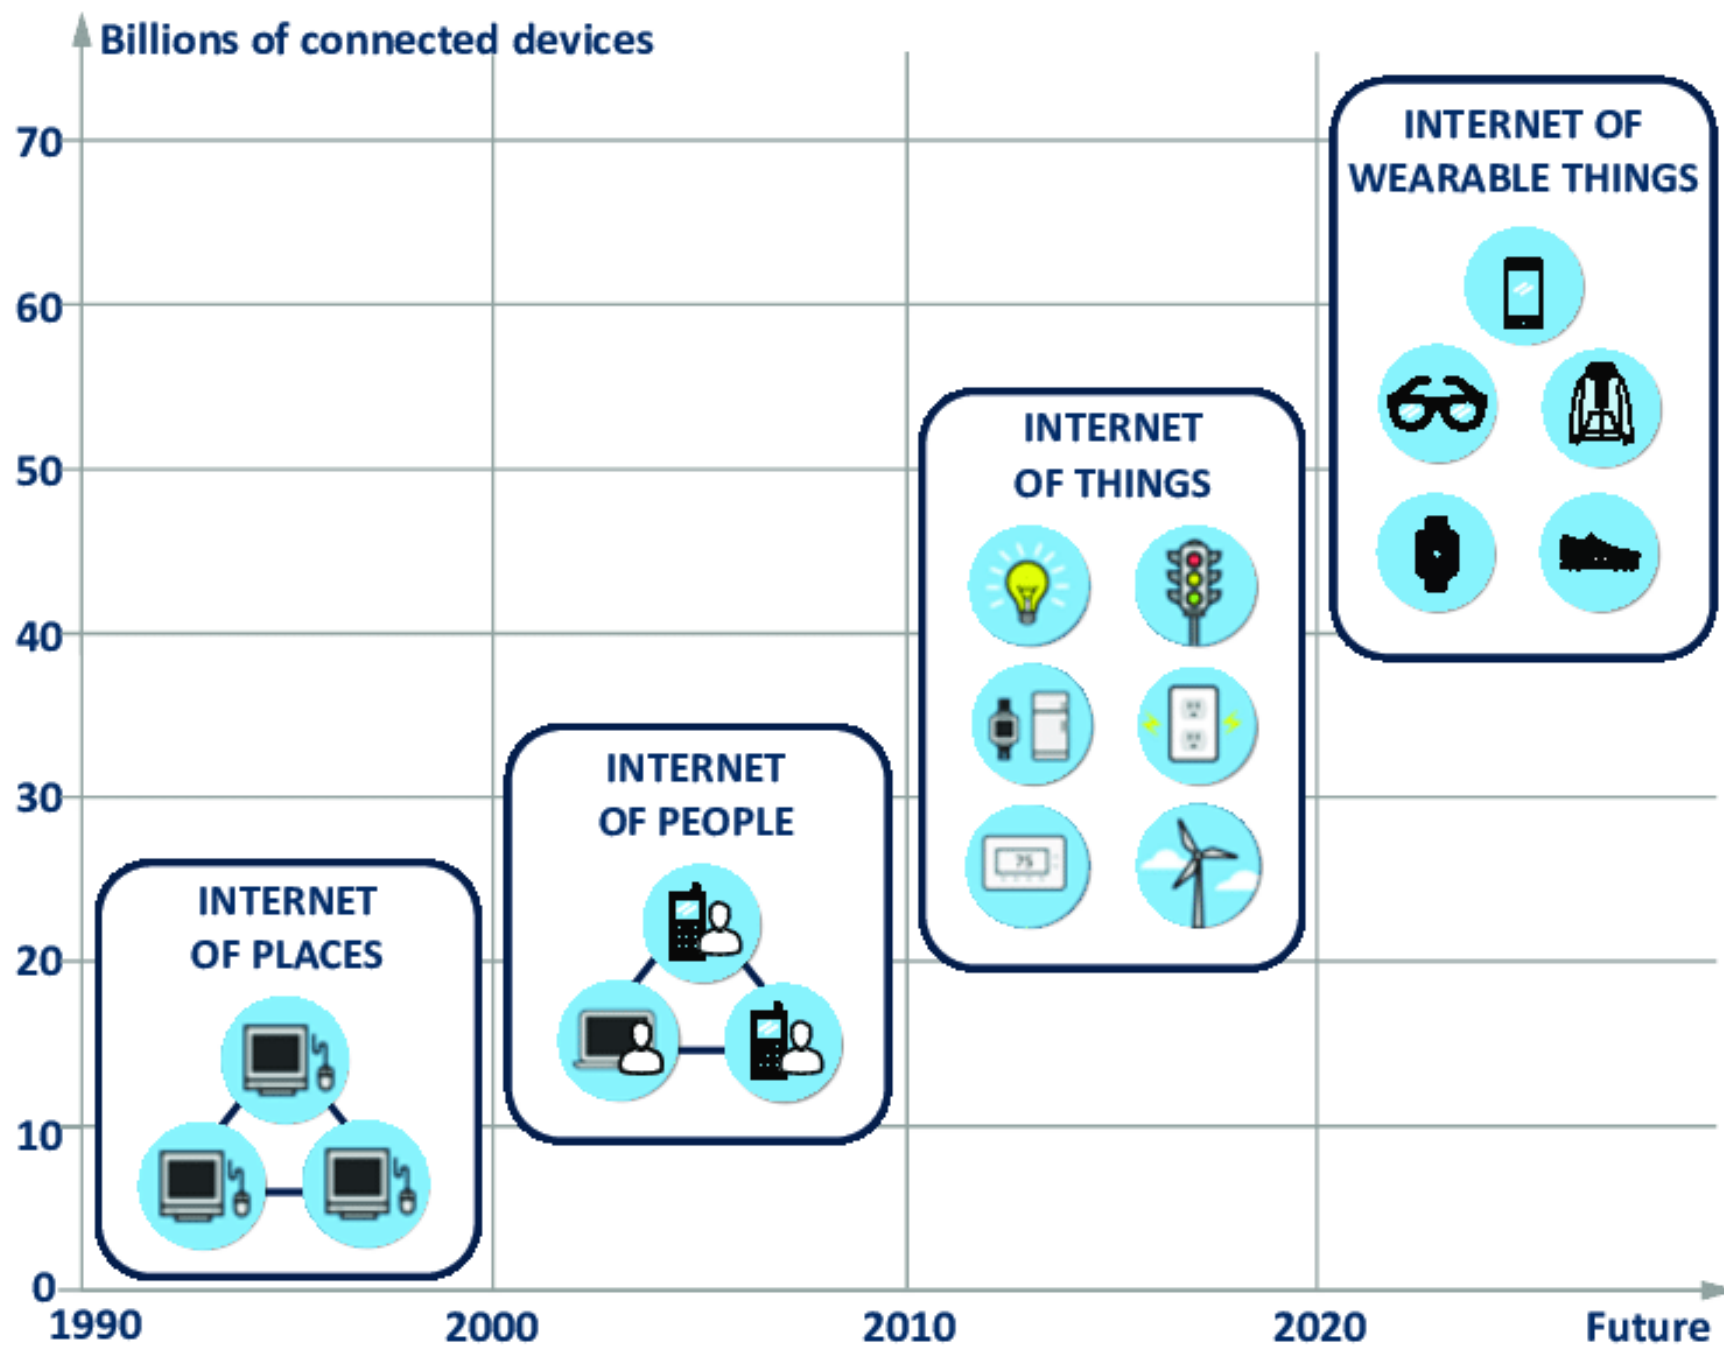 Billions of connected devices
70
60
50
40
30
20
10
0
1990
2000
2010
2020
Future
INTERNET
OF PLACES
INTERNET
OF PEOPLE
INTERNET
OF THINGS
75
INTERNET OF
WEARABLE THINGS